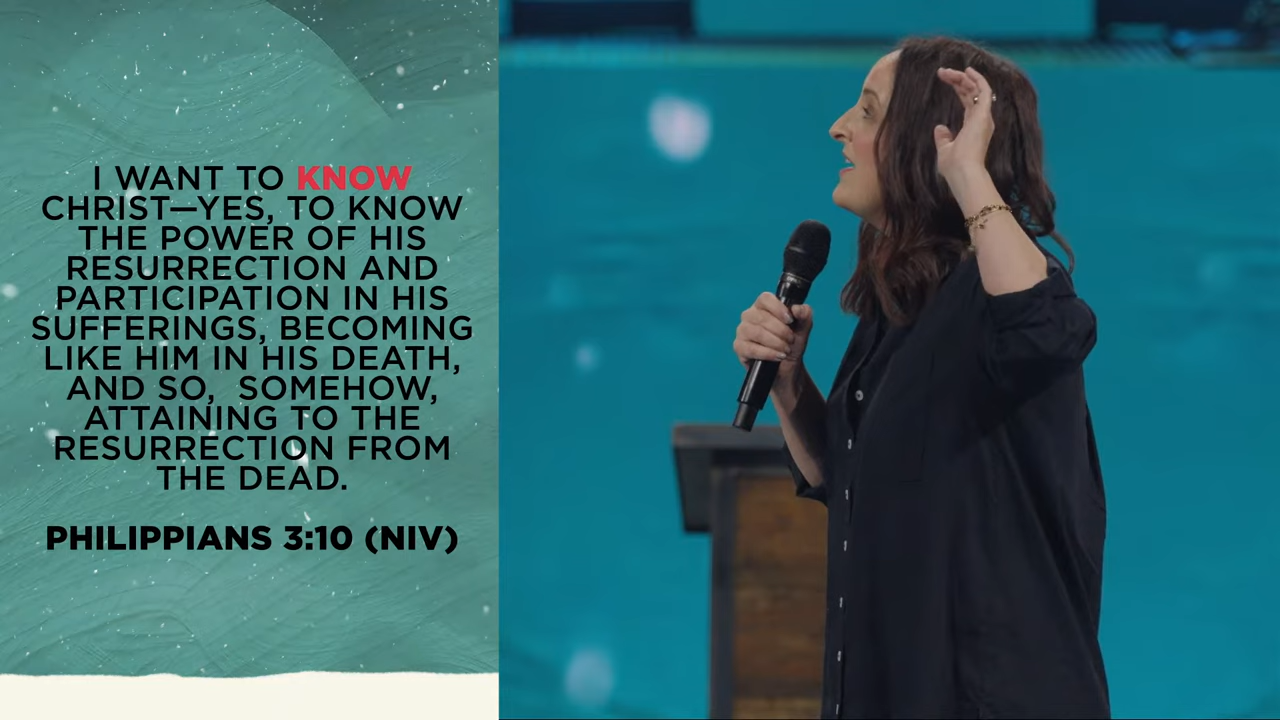 I WANT TO KNOW
CHRIST—YES, TO KNOW
THE POWER OF HIS
RESURRECTION AND
PARTICIPATION IN HIS
SUFFERINGS, BECOMING
LIKE HIM IN HIS DEATH,
AND SO,  SOMEHOW,
ATTAINING TO THE
RESURRECTION FROM
THE DEAD.
PHILIPPIANS 3:10 (NIV)